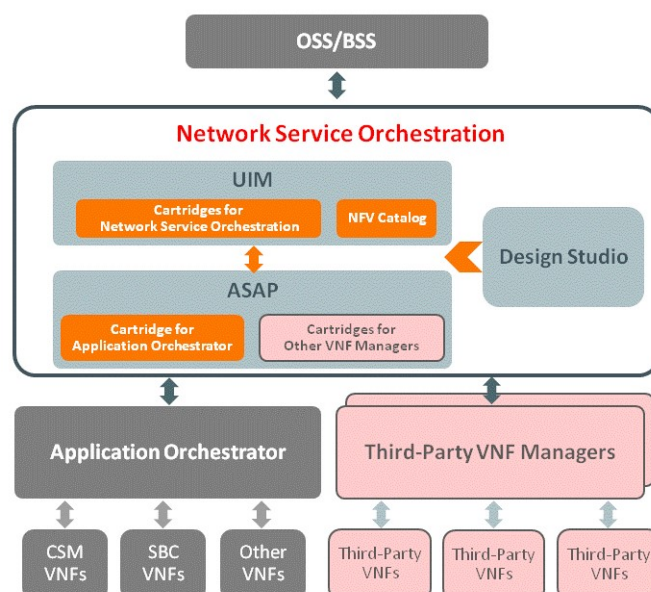 OSS/BSS
Network Service Orchestration
UIM
Cartridges for
Network Service Orchestration
NFV Catalog
Design Studio
ASAP
Cartridge for
Application Orchestrator
Cartridges for
Other VNF Managers
Application Orchestrator
Third-Party VNF Managers
CSM
VNFs
SBC
VNFs
Other
VNFs
Third-Party
VNFs
Third-Party
VNFs
Third-Party
VNFs